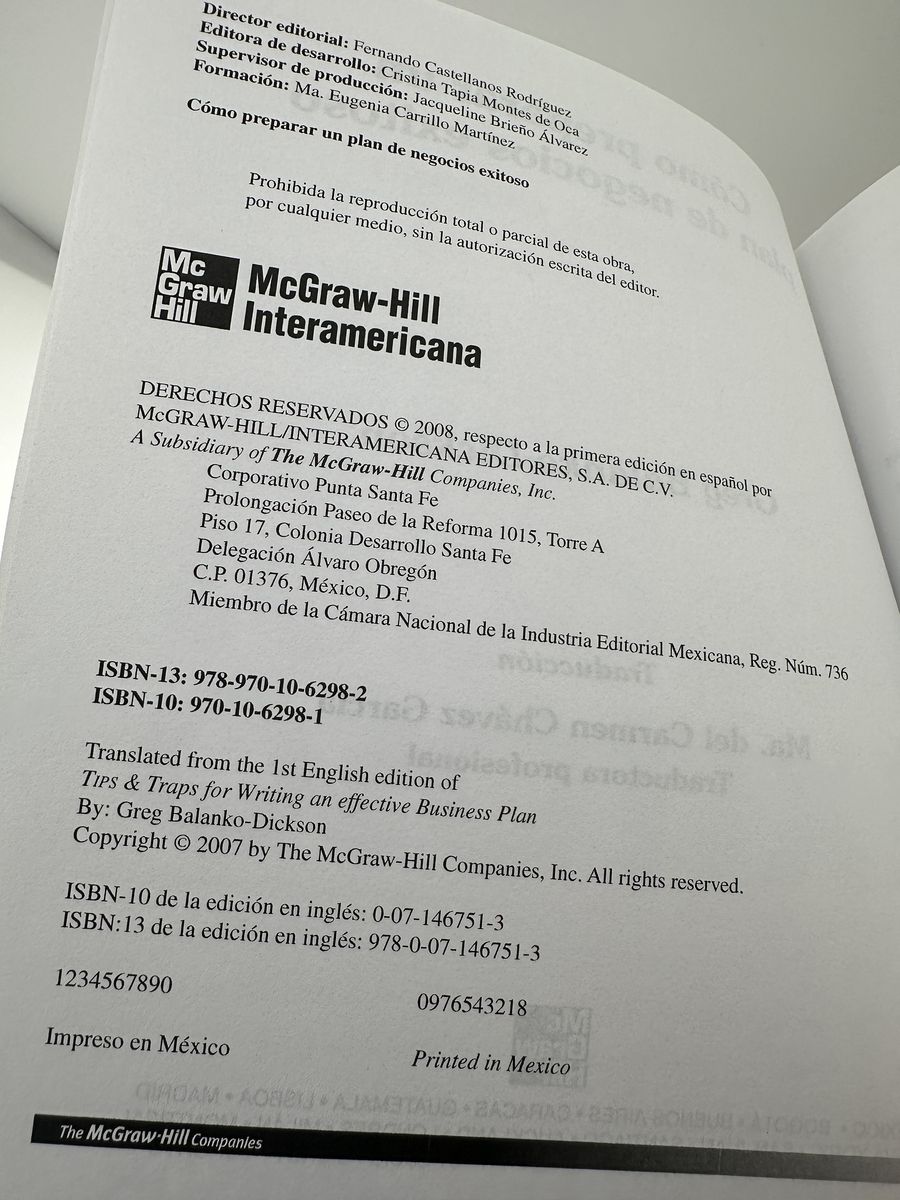 Director editorial: Fernando Castellanos Rodríguez
Editora de desarrollo: Cristina Tapia Montes de Oca
Supervisor de producción: Jacqueline Brieño Álvarez
Formación: Ma. Eugenia Carrillo Martínez
Cómo preparar un plan de negocios exitoso
Prohibida la reproducción total o parcial de esta obra,
por cualquier medio, sin la autorización escrita del editor.
Mc
Graw
Hill
McGraw-Hill
Interamericana
DERECHOS RESERVADOS © 2008, respecto a la primera edición en español por
McGRAW-HILL/INTERAMERICANA EDITORES, S.A. DE C.V.
A Subsidiary of The McGraw-Hill Companies, Inc.
Corporativo Punta Santa Fe
Prolongación Paseo de la Reforma 1015, Torre A
Piso 17, Colonia Desarrollo Santa Fe
Delegación Álvaro Obregón
C.P. 01376, México, D.F.
Miembro de la Cámara Nacional de la Industria Editorial Mexicana, Reg. Núm. 736
ISBN-13: 978-970-10-6298-2
ISBN-10: 970-10-6298-1
Translated from the 1st English edition of
TIPS & Traps for Writing an effective Business Plan
By: Greg Balanko-Dickson
Copyright © 2007 by The McGraw-Hill Companies, Inc. All rights reserved.
ISBN-10 de la edición en inglés: 0-07-146751-3
ISBN:13 de la edición en inglés: 978-0-07-146751-3
1234567890
0976543218
Impreso en México
Printed in Mexico
The McGraw·Hill Companies